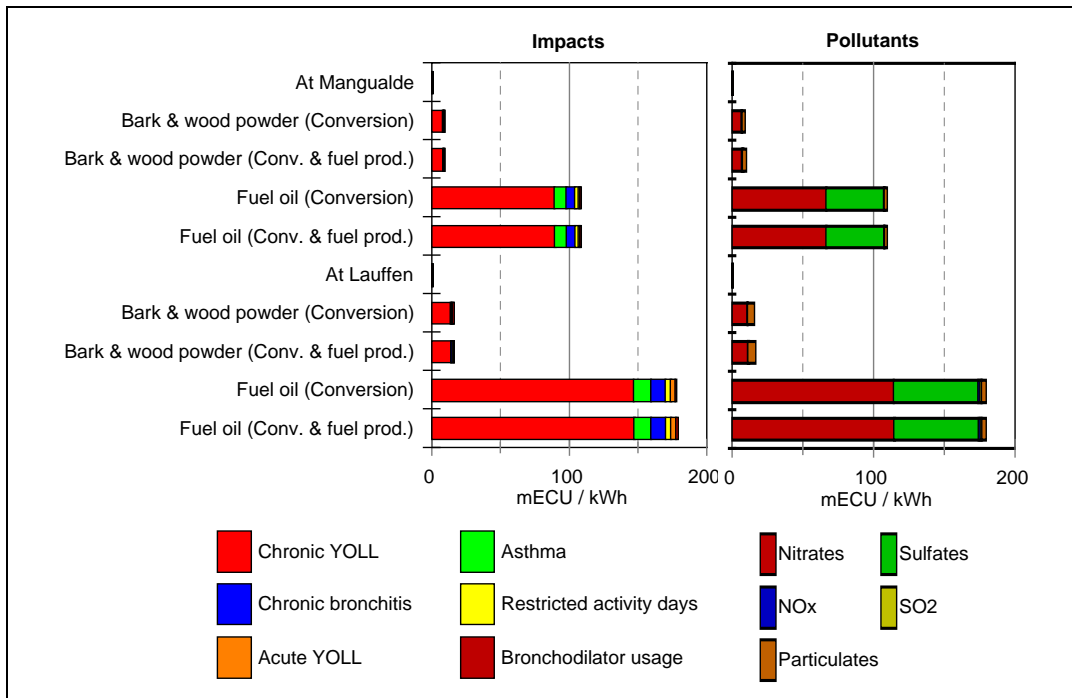 Impacts
Pollutants
At Mangualde
Bark & wood powder (Conversion)
Bark & wood powder (Conv. & fuel prod.)
Fuel oil (Conversion)
Fuel oil (Conv. & fuel prod.)
At Lauffen
Bark & wood powder (Conversion)
Bark & wood powder (Conv. & fuel prod.)
Fuel oil (Conversion)
Fuel oil (Conv. & fuel prod.)
0 100 200
mECU / kWh
0 100 200
mECU / kWh
Chronic YOLL
Asthma
Chronic bronchitis
Restricted activity days
Acute YOLL
Bronchodilator usage
Nitrates
Sulfates
NOx
SO2
Particulates